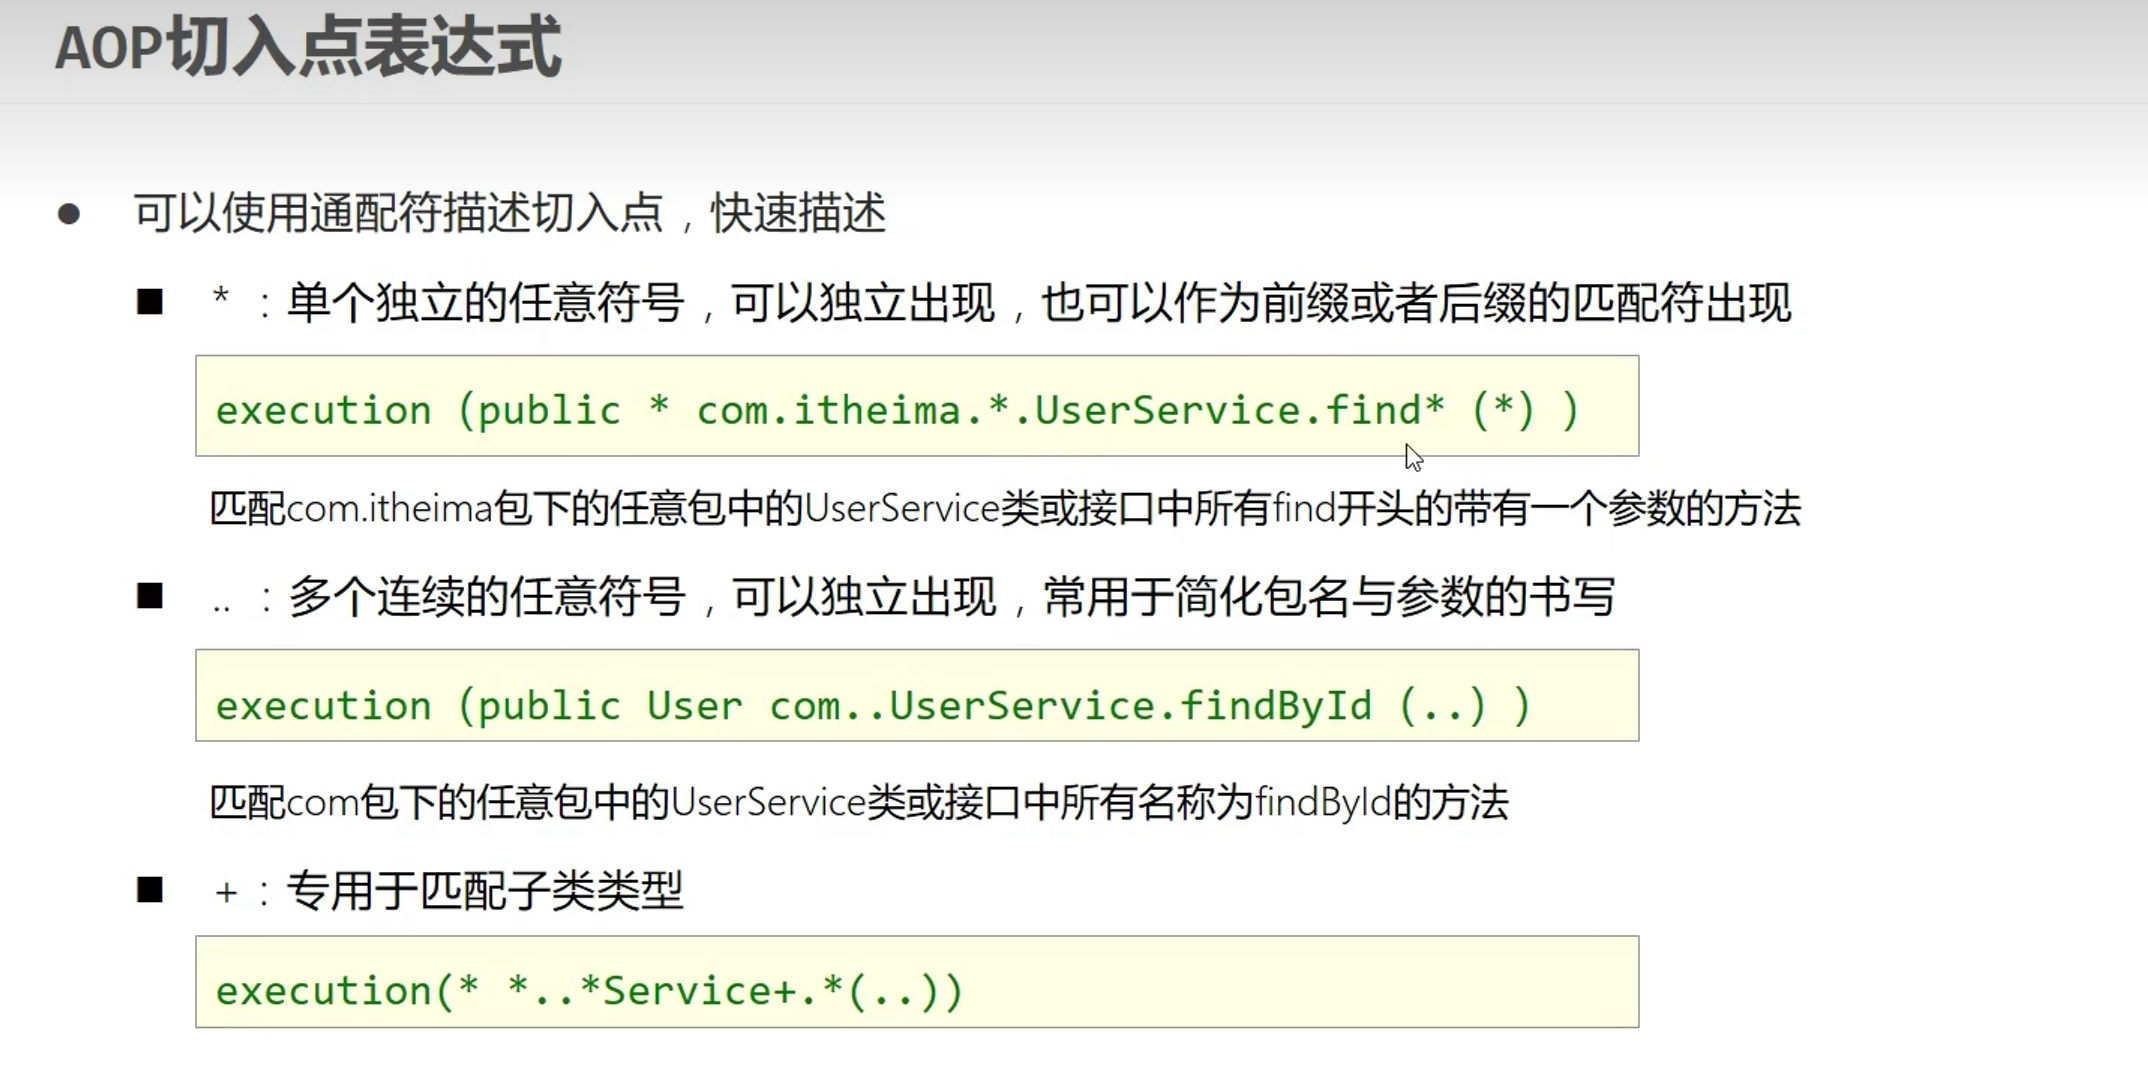 AOP切入点表达式
● 可以使用通配符描述切入点，快速描述
■ * ：单个独立的任意符号，可以独立出现，也可以作为前缀或者后缀的匹配符出现
execution (public * com.itheima.*.UserService.find* (*) )
匹配com.itheima包下的任意包中的UserService类或接口中所有find开头的带有一个参数的方法
■ .. ：多个连续的任意符号，可以独立出现，常用于简化包名与参数的书写
execution (public User com..UserService.findById (..) )
匹配com包下的任意包中的UserService类或接口中所有名称为findById的方法
■ + ：专用于匹配子类类型
execution(* *..*Service+.*(..))